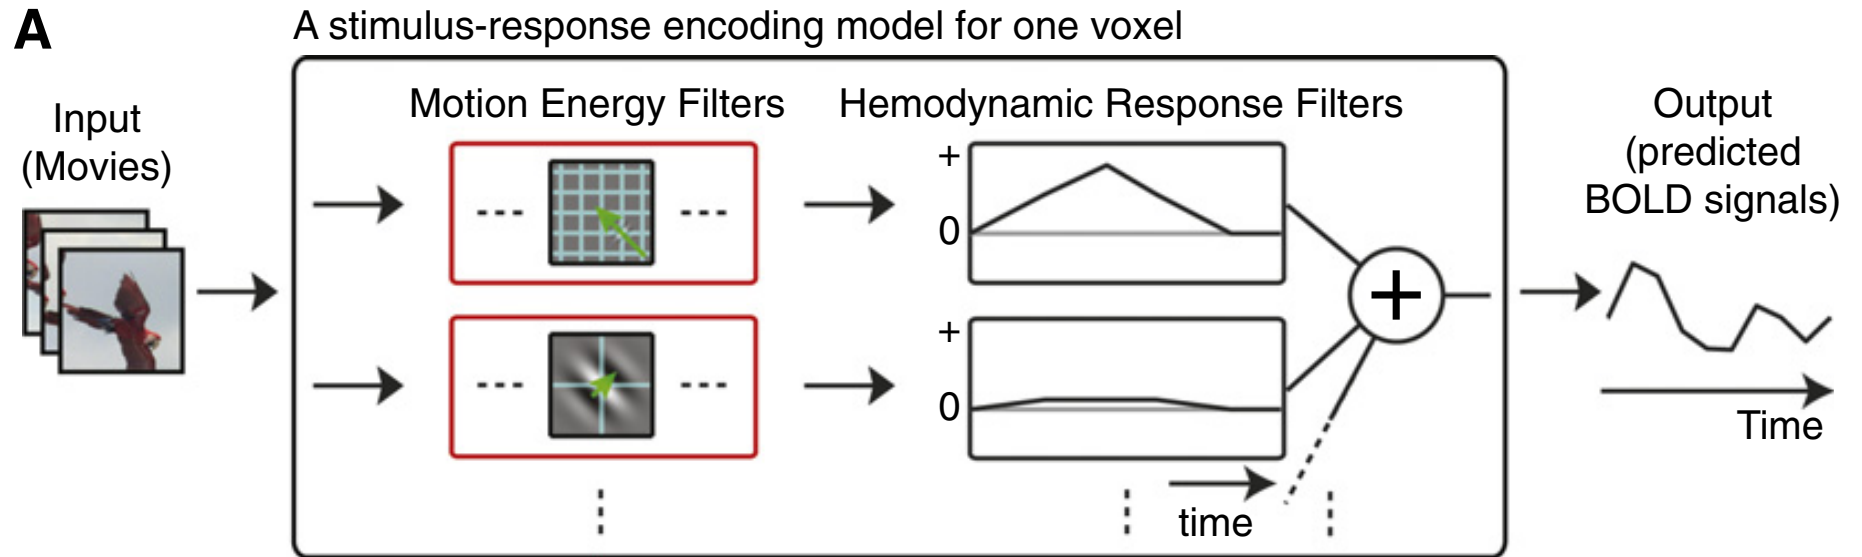 A
A stimulus-response encoding model for one voxel
Input
(Movies)
Motion Energy Filters
Hemodynamic Response Filters
Output
(predicted
BOLD signals)
+
0
+
+
0
time
Time